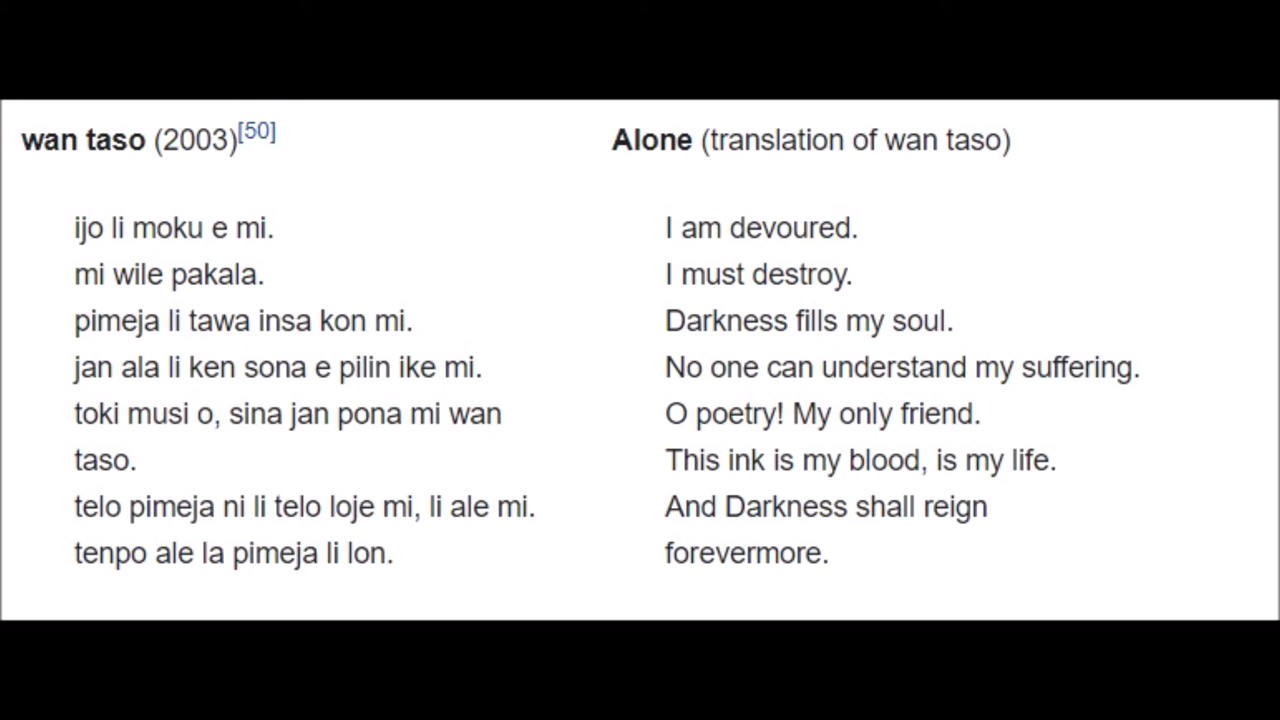 wan taso (2003)[50]
ijo li moku e mi.
mi wile pakala.
pimeja li tawa insa kon mi.
jan ala li ken sona e pilin ike mi.
toki musi o, sina jan pona mi wan
taso.
telo pimeja ni li telo loje mi, li ale mi.
tenpo ale la pimeja li lon.
Alone (translation of wan taso)
I am devoured.
I must destroy.
Darkness fills my soul.
No one can understand my suffering.
O poetry! My only friend.
This ink is my blood, is my life.
And Darkness shall reign
forevermore.